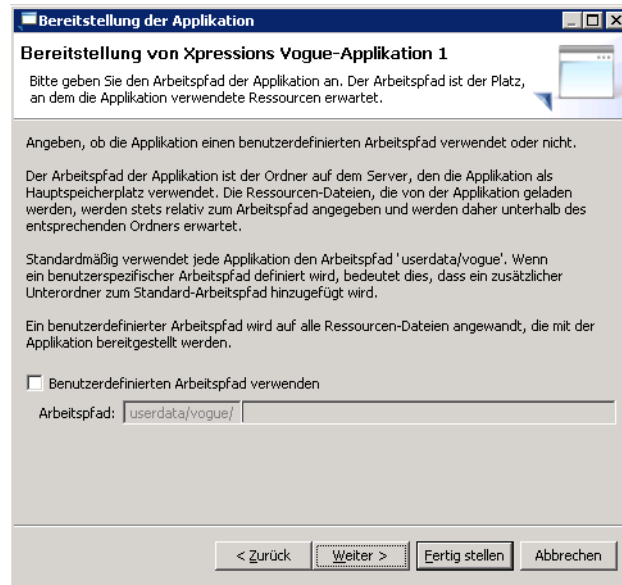 Bereitstellung der Applikation
Bereitstellung von Xpressions Vogue-Applikation 1
Bitte geben Sie den Arbeitspfad der Applikation an. Der Arbeitspfad ist der Platz,
an dem die Applikation verwendete Ressourcen erwartet.
Angeben, ob die Applikation einen benutzerdefinierten Arbeitspfad verwendet oder nicht.
Der Arbeitspfad der Applikation ist der Ordner auf dem Server, den die Applikation als
Hauptspeicherplatz verwendet. Die Ressourcen-Dateien, die von der Applikation geladen
werden, werden stets relativ zum Arbeitspfad angegeben und werden daher unterhalb des
entsprechenden Ordners erwartet.
Standardmäßig verwendet jede Applikation den Arbeitspfad 'userdata/vogue'. Wenn
ein benutzerspezifischer Arbeitspfad definiert wird, bedeutet dies, dass ein zusätzlicher
Unterordner zum Standard-Arbeitspfad hinzugefügt wird.
Ein benutzerdefinierter Arbeitspfad wird auf alle Ressourcen-Dateien angewandt, die mit der
Applikation bereitgestellt werden.
Benutzerdefinierten Arbeitspfad verwenden
Arbeitspfad: userdata/vogue/
< Zurück Weiter > Fertig stellen Abbrechen